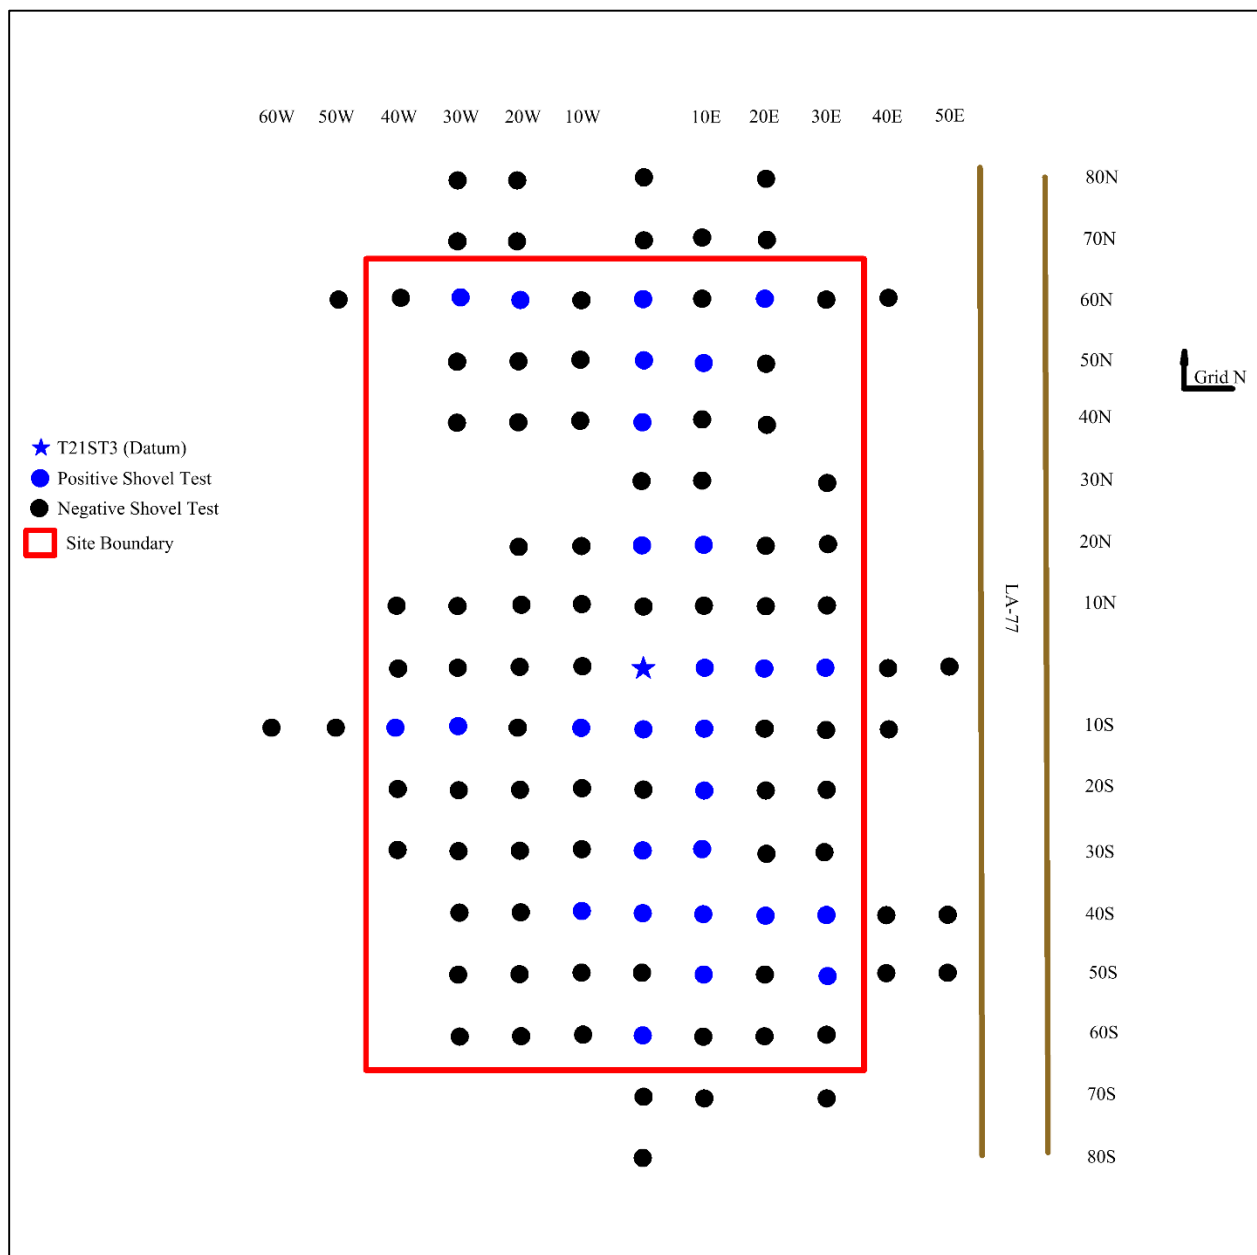 60W 50W 40W 30W 20W 10W 10E 20E 30E 40E 50E
80N
70N
60N
50N
Grid N
40N
T21ST3 (Datum)
Positive Shovel Test
30N
Negative Shovel Test
Site Boundary
20N
10N
LA-77
10S
20S
30S
40S
50S
60S
70S
80S